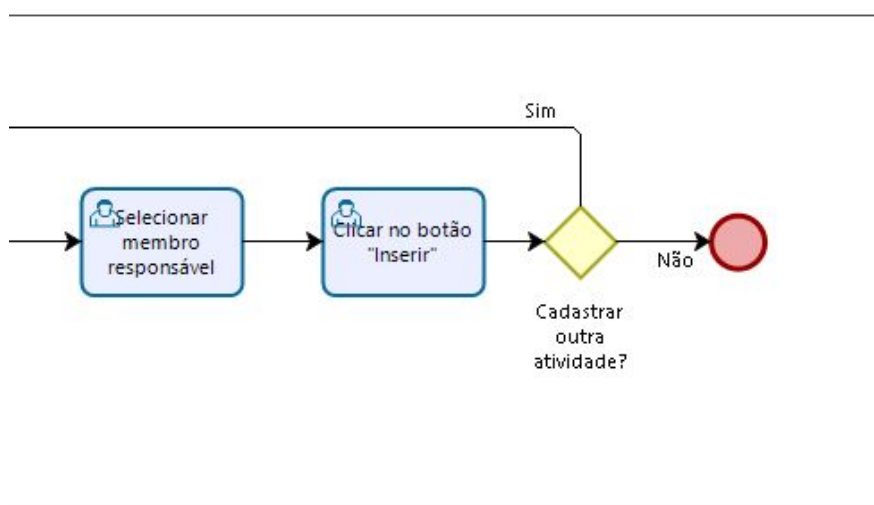 Sim
Selecionar
membro
responsável
Clicar no botão
"Inserir"
Não
Cadastrar
outra
atividade?